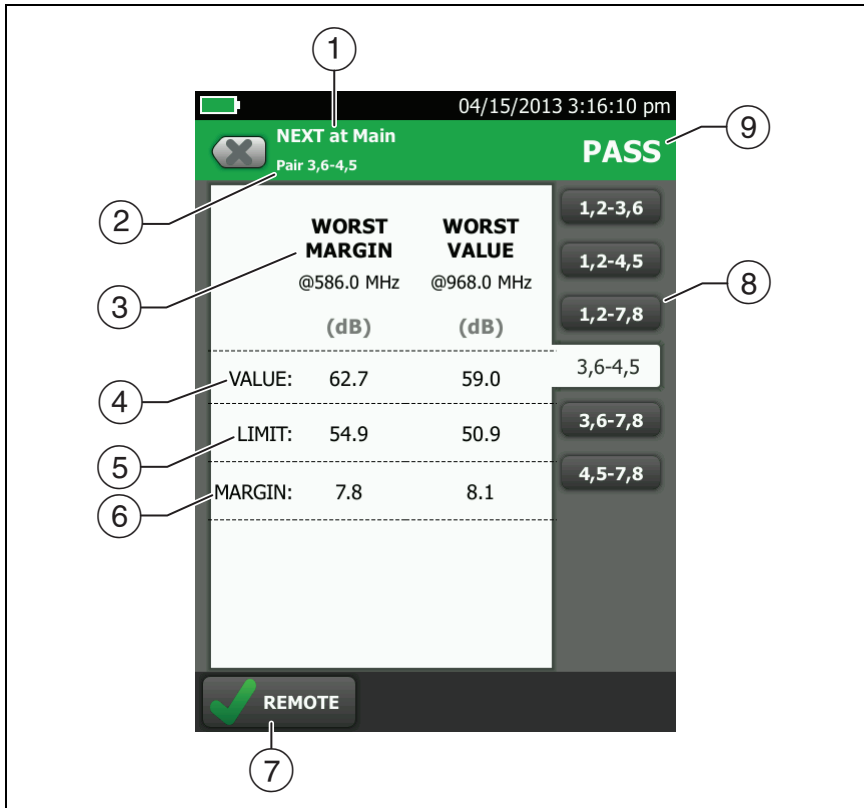 1
04/15/2013 3:16:10 pm
NEXT at Main
PASS
9
Pair 3,6-4,5
2
1,2-3,6
WORST MARGIN
WORST VALUE
1,2-4,5
3
@586.0 MHz
@968.0 MHz
8
1,2-7,8
(dB)
(dB)
3,6-4,5
4
VALUE: 62.7 59.0
3,6-7,8
5
LIMIT: 54.9 50.9
4,5-7,8
6
MARGIN: 7.8 8.1
REMOTE
7